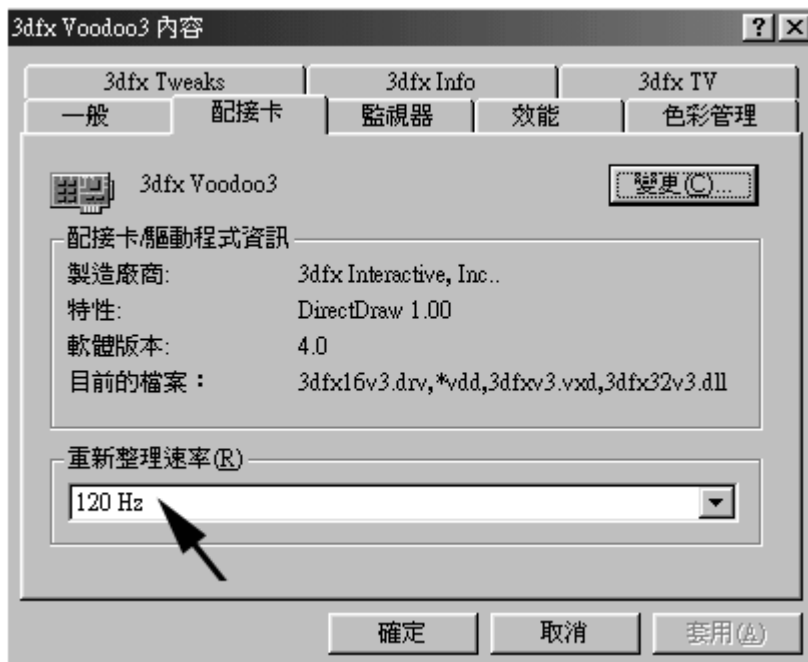 3dfx Voodoo3 內容
3dfx Tweaks 3dfx Info 3dfx TV
一般 配接卡 監視器 效能 色彩管理
3dfx Voodoo3 變更(C)...
配接卡/驅動程式資訊
製造廠商: 3dfx Interactive, Inc..
特性: DirectDraw 1.00
軟體版本: 4.0
目前的檔案： 3dfx16v3.drv,*vdd,3dfxv3.vxd,3dfx32v3.dll
重新整理速率(R)
120 Hz
確定 取消 套用(A)